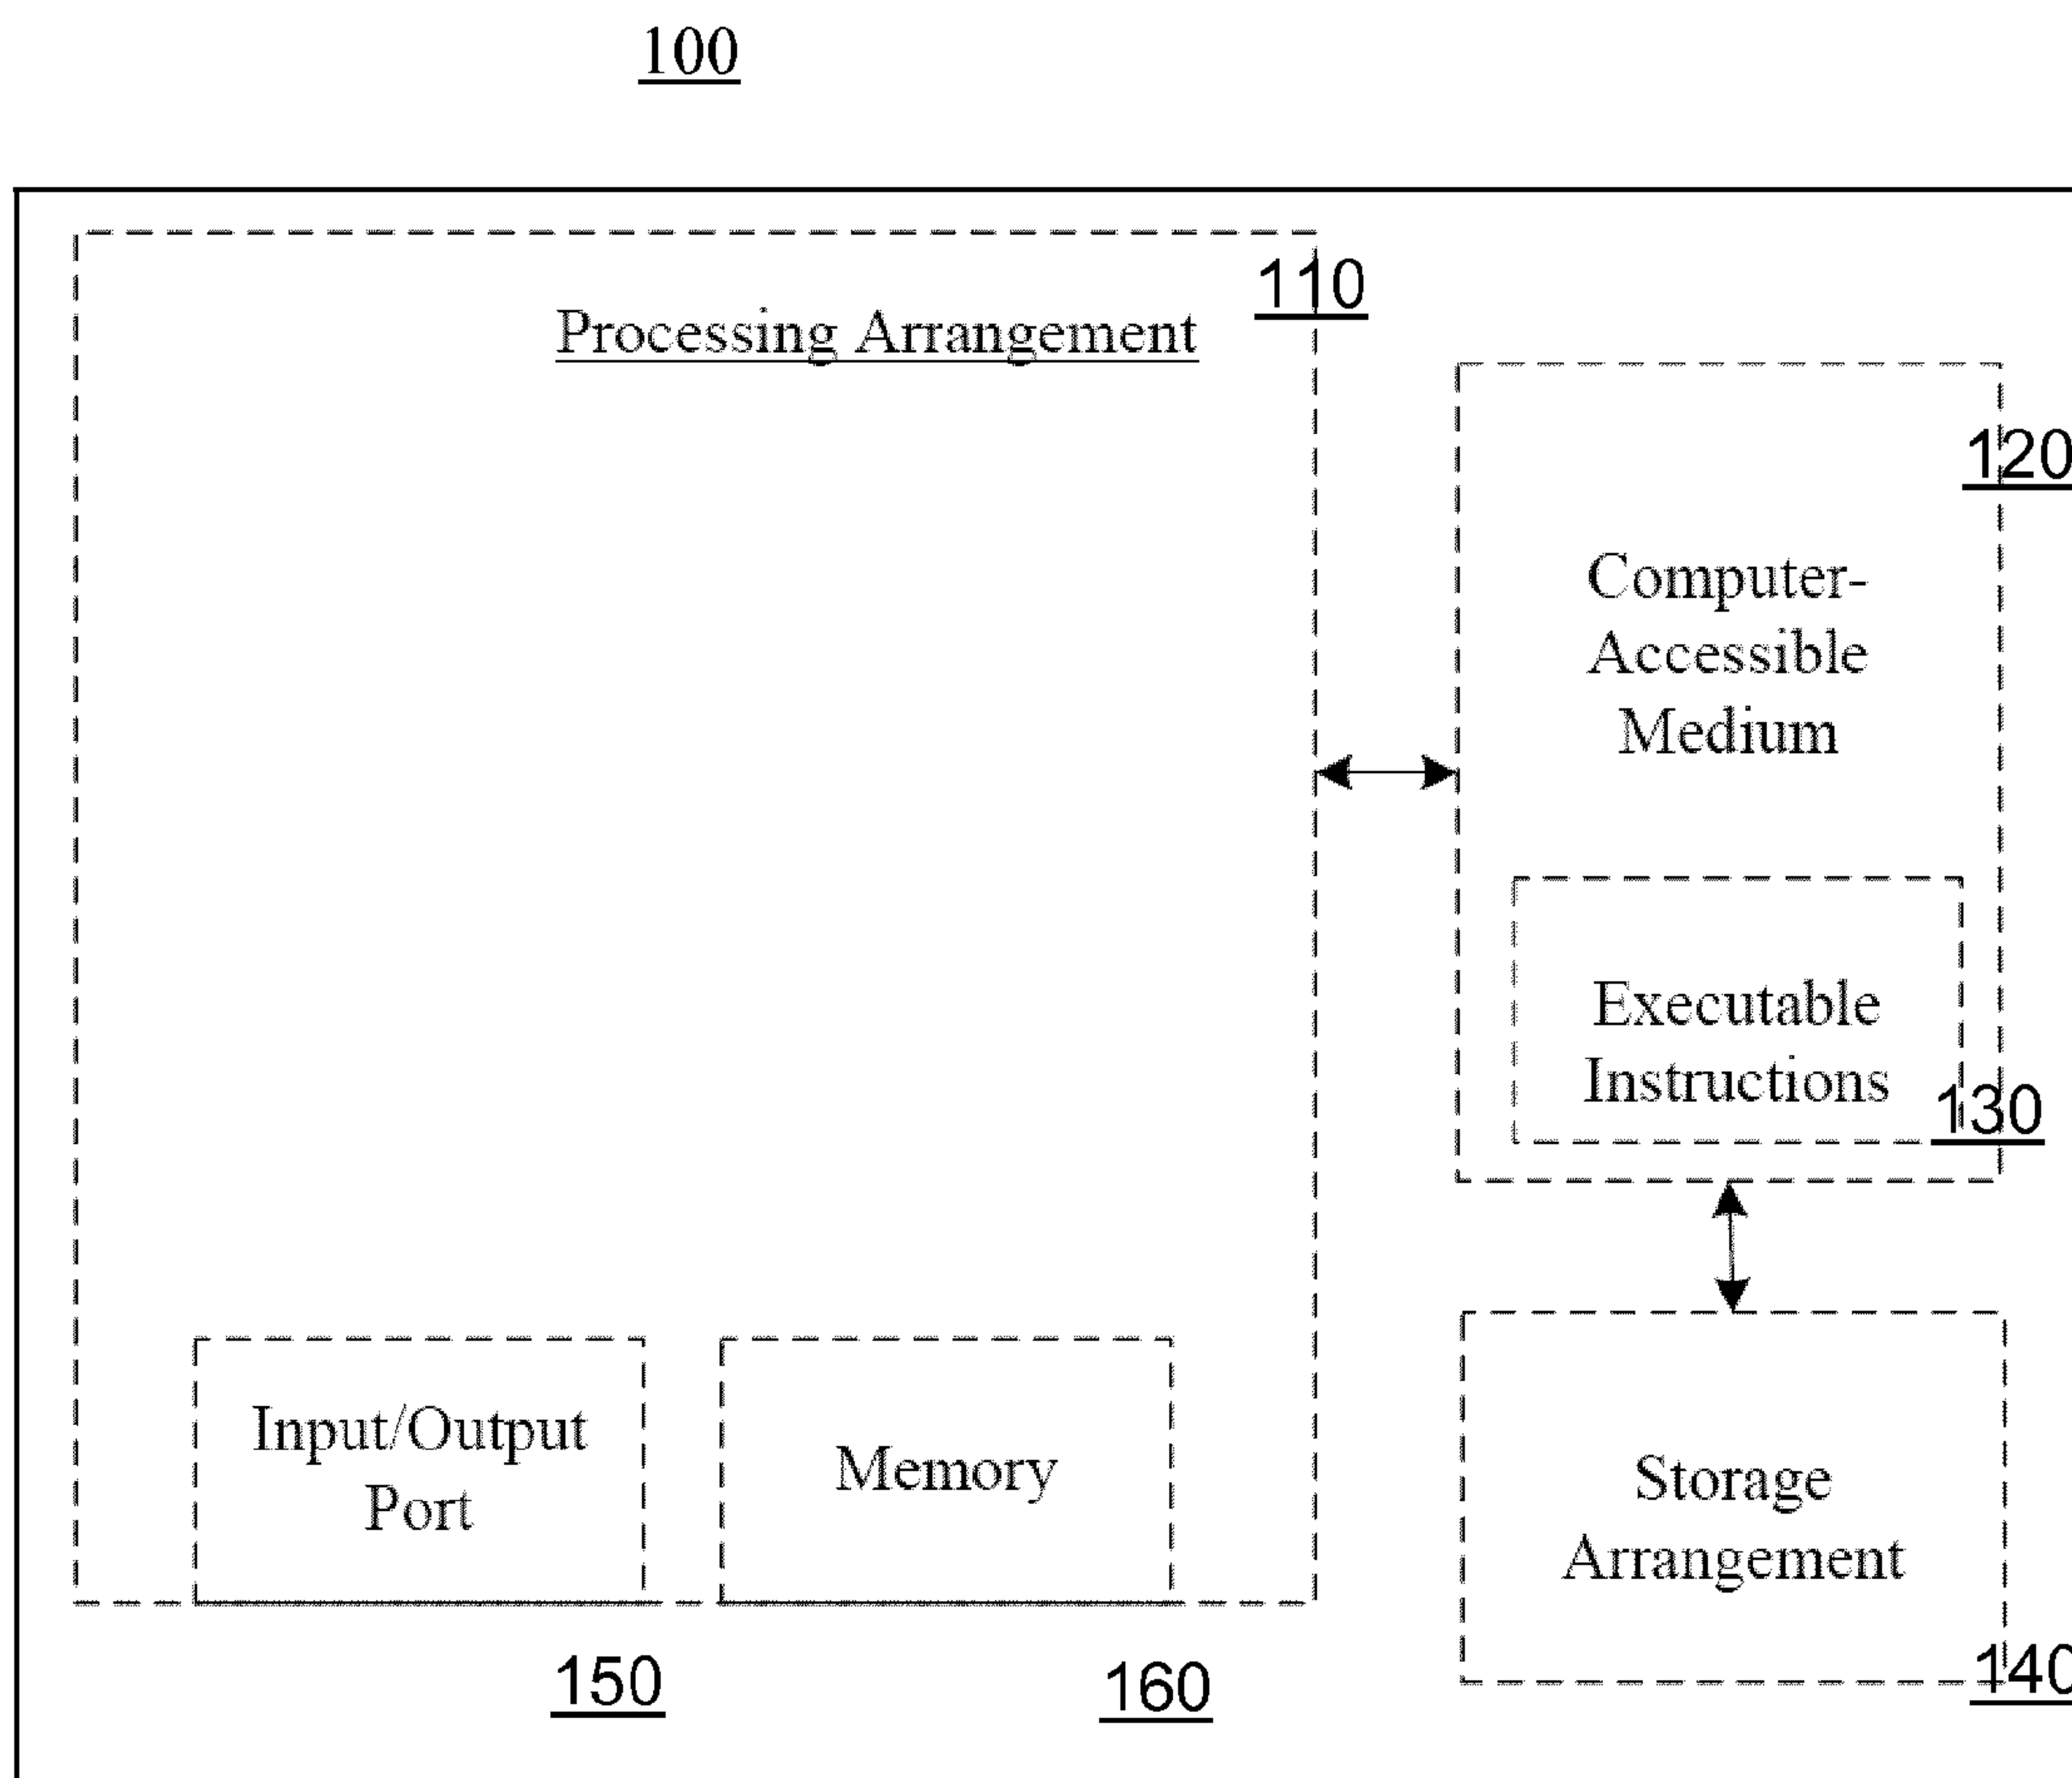 100
110
Processing Arrangement
120
Computer-
Accessible
Medium
Executable
Instructions
130
Input/Output
Port
Memory
Storage
Arrangement
140
150
160